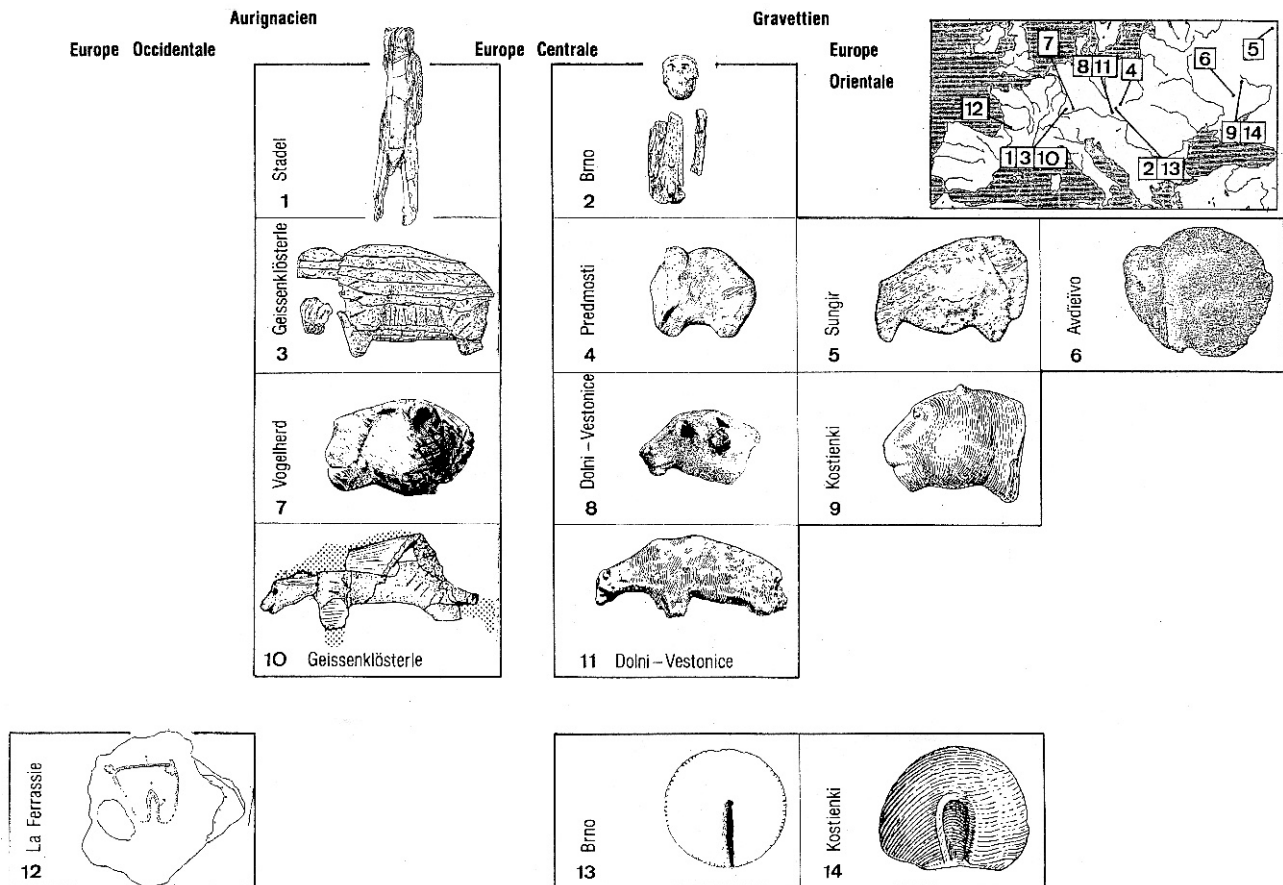 Aurignacien
Gravettien
Europe Occidentale
Europe Centrale
Europe
Orientale
7
8 11 4
6
5
12
9 14
1 3 10
2 13
1 Stadel
2 Brno
3 Geissenklösterle
4 Predmosti
5 Sungir
6 Avdieivo
7 Vogelherd
8 Dolni-Vestonice
9 Kostienki
10 Geissenklösterle
11 Dolni-Vestonice
12 La Ferrassie
13 Brno
14 Kostienki